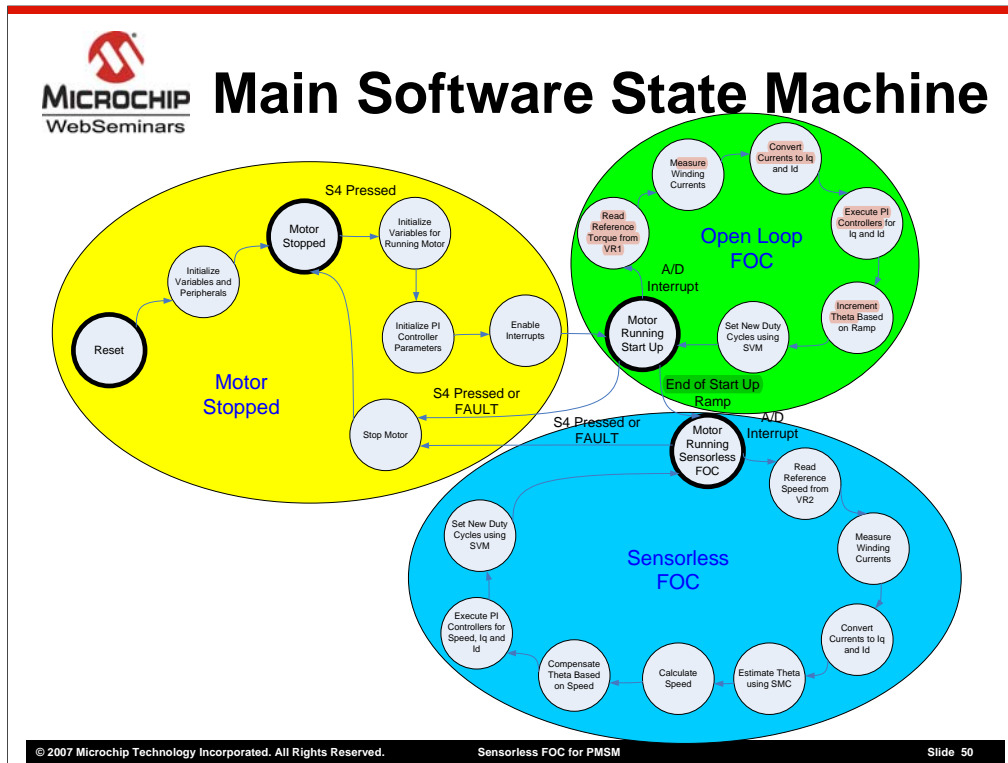 MICROCHIP
WebSeminars
Main Software State Machine
S4 Pressed
Motor
Stopped
Initialize
Variables for
Running Motor
Initialize
Variables and
Peripherals
Reset
Initialize PI
Controller
Parameters
Enable
Interrupts
Motor
Stopped
Stop Motor
S4 Pressed or
FAULT
Measure
Winding
Currents
Convert
Currents to Iq
and Id
Read
Reference
Torque from
VR1
Execute PI
Controllers for
Iq and Id
Open Loop
FOC
A/D
Interrupt
Motor
Running
Start Up
Set New Duty
Cycles using
SVM
Increment
Theta Based
on Ramp
End of Start Up
Ramp
S4 Pressed or
FAULT
Motor
Running
Sensorless
FOC
A/D
Interrupt
Read
Reference
Speed from
VR2
Measure
Winding
Currents
Set New Duty
Cycles using
SVM
Sensorless
FOC
Execute PI
Controllers for
Speed, Iq and
Id
Compensate
Theta Based
on Speed
Calculate
Speed
Estimate Theta
using SMC
Convert
Currents to Iq
and Id
© 2007 Microchip Technology Incorporated. All Rights Reserved. Sensorless FOC for PMSM Slide 50